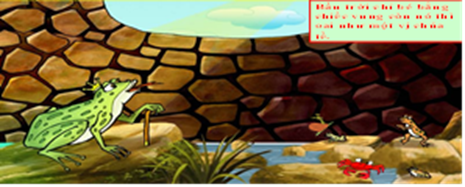 Bầu trời chỉ bé bằng
chiếc vung còn nó thì
oai như một vị chúa
tể.